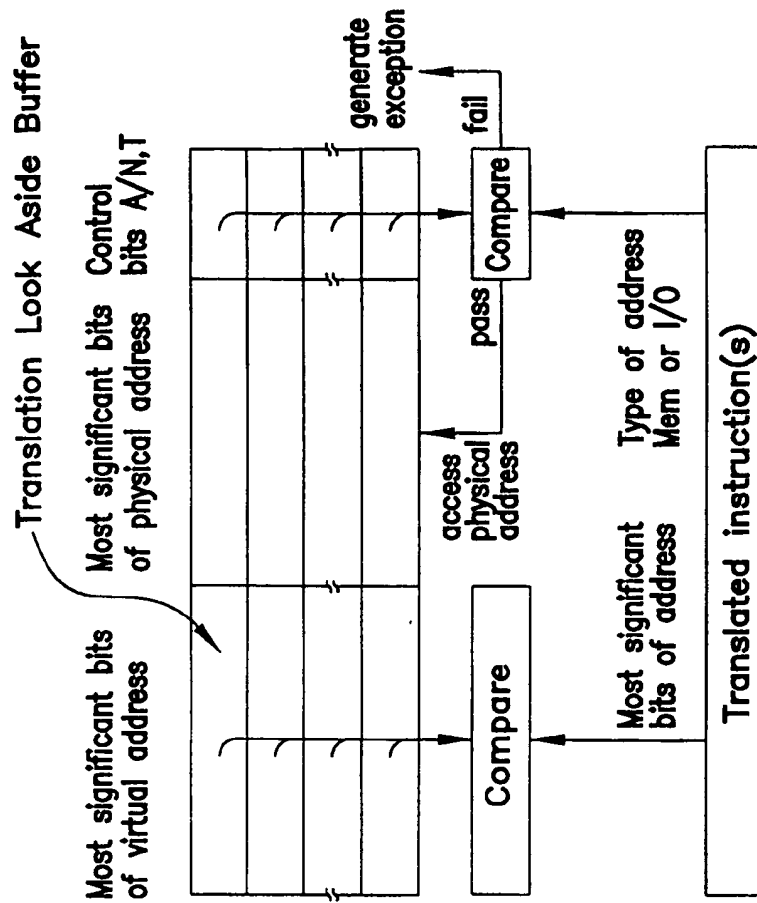 Translation Look Aside Buffer
Most significant bits
of virtual address
Most significant bits
of physical address
Control
bits A/N,T
generate
exception
fail
Compare
pass
access
physical
address
Compare
Most significant
bits of address
Type of address
Mem or I/O
Translated instruction(s)